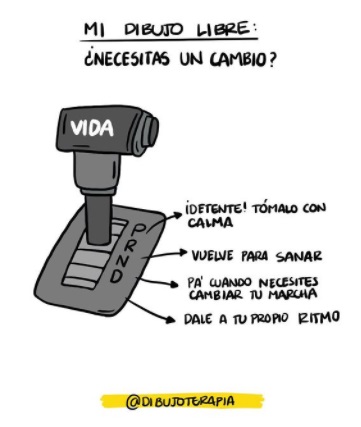 MI DIBUJO LIBRE:
¿NECESITAS UN CAMBIO?
VIDA
P
R
N
D
¡DETENTE! TÓMALO CON
CALMA
VUELVE PARA SANAR
PA' CUANDO NECESITES
CAMBIAR TU MARCHA
DALE A TU PROPIO RITMO
@DIBUJOTERAPIA